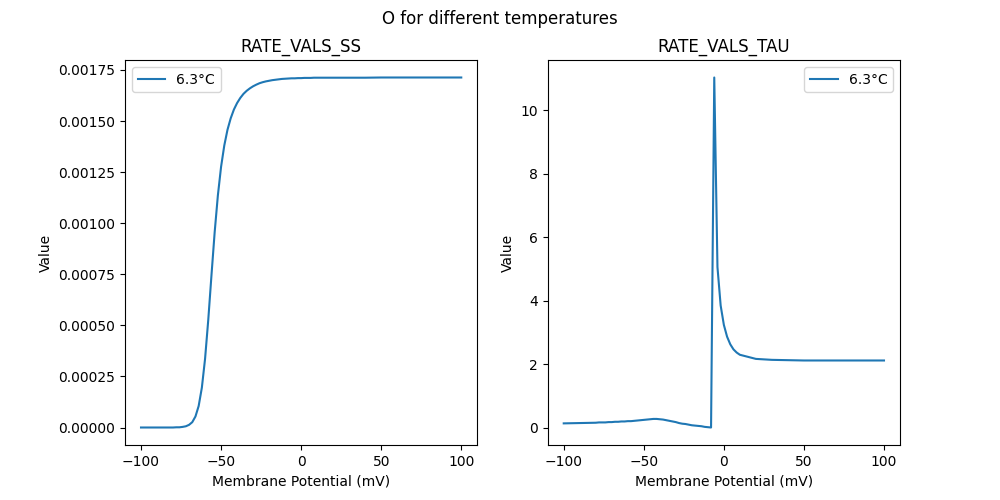 O for different temperatures
RATE_VALS_SS
6.3°C
0.00175
0.00150
0.00125
0.00100
0.00075
0.00050
0.00025
0.00000
Value
−100
−50
0
50
100
Membrane Potential (mV)
RATE_VALS_TAU
6.3°C
10
8
6
4
2
0
Value
−100
−50
0
50
100
Membrane Potential (mV)